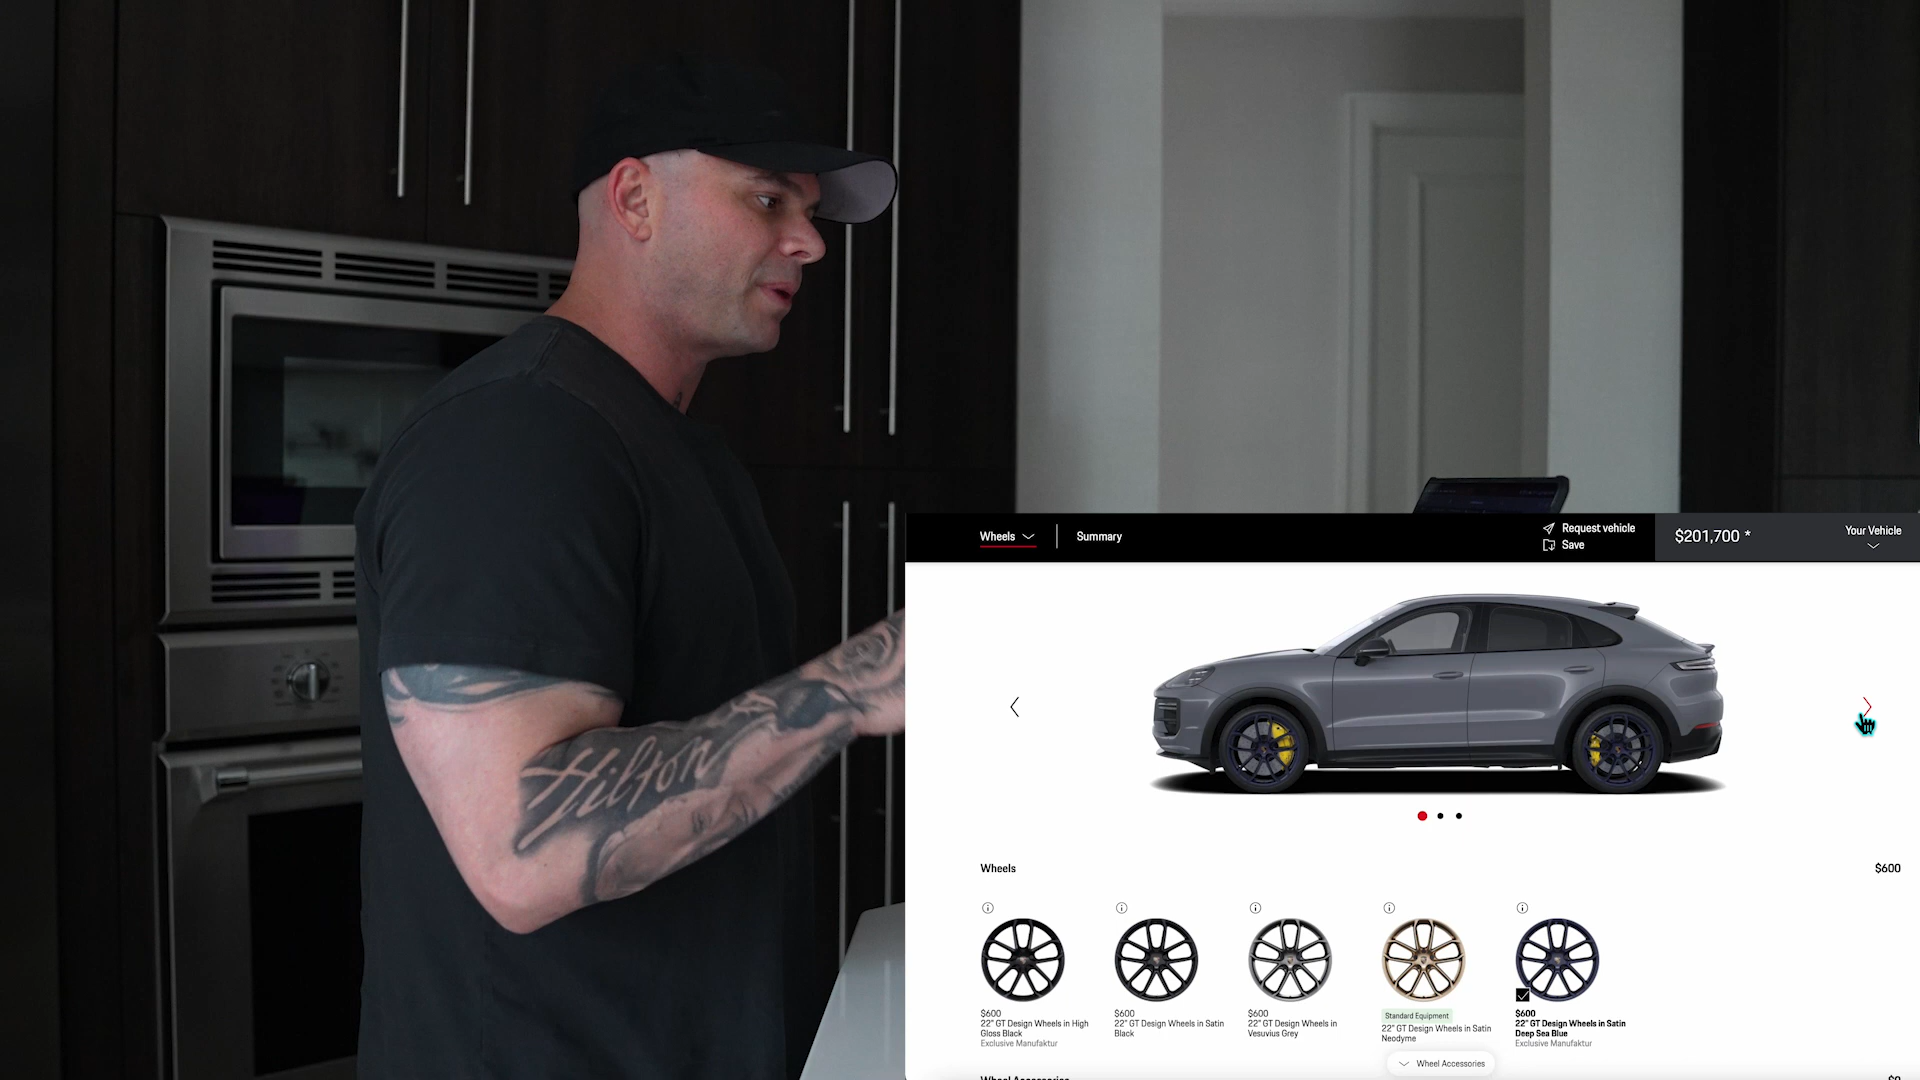 Hilton
Wheels
Summary
Request vehicle
Save
$201,700 *
Your Vehicle
Wheels
$600
$600
22" GT Design Wheels in High
Gloss Black
Exclusive Manufaktur
$600
22" GT Design Wheels in Satin
Black
$600
22" GT Design Wheels in
Vesuvius Grey
Standard Equipment
22" GT Design Wheels in Satin
Neodyme
$600
22" GT Design Wheels in Satin
Deep Sea Blue
Exclusive Manufaktur
Wheel Accessories
Wheel Accessories
$0